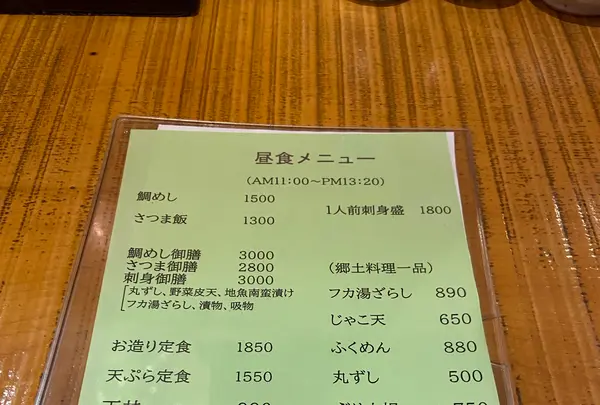 昼食メニュー
(AM11:00～PM13:20)
鯛めし 1500
さつま飯 1300
1人前刺身盛 1800
鯛めし御膳 3000
さつま御膳 2800
刺身御膳 3000
[丸ずし、野菜皮天、地魚南蛮漬け
フカ湯ざらし、漬物、吸物
(郷土料理一品)
フカ湯ざらし 890
じゃこ天 650
お造り定食 1850
ふくめん 880
天ぷら定食 1550
丸ずし 500